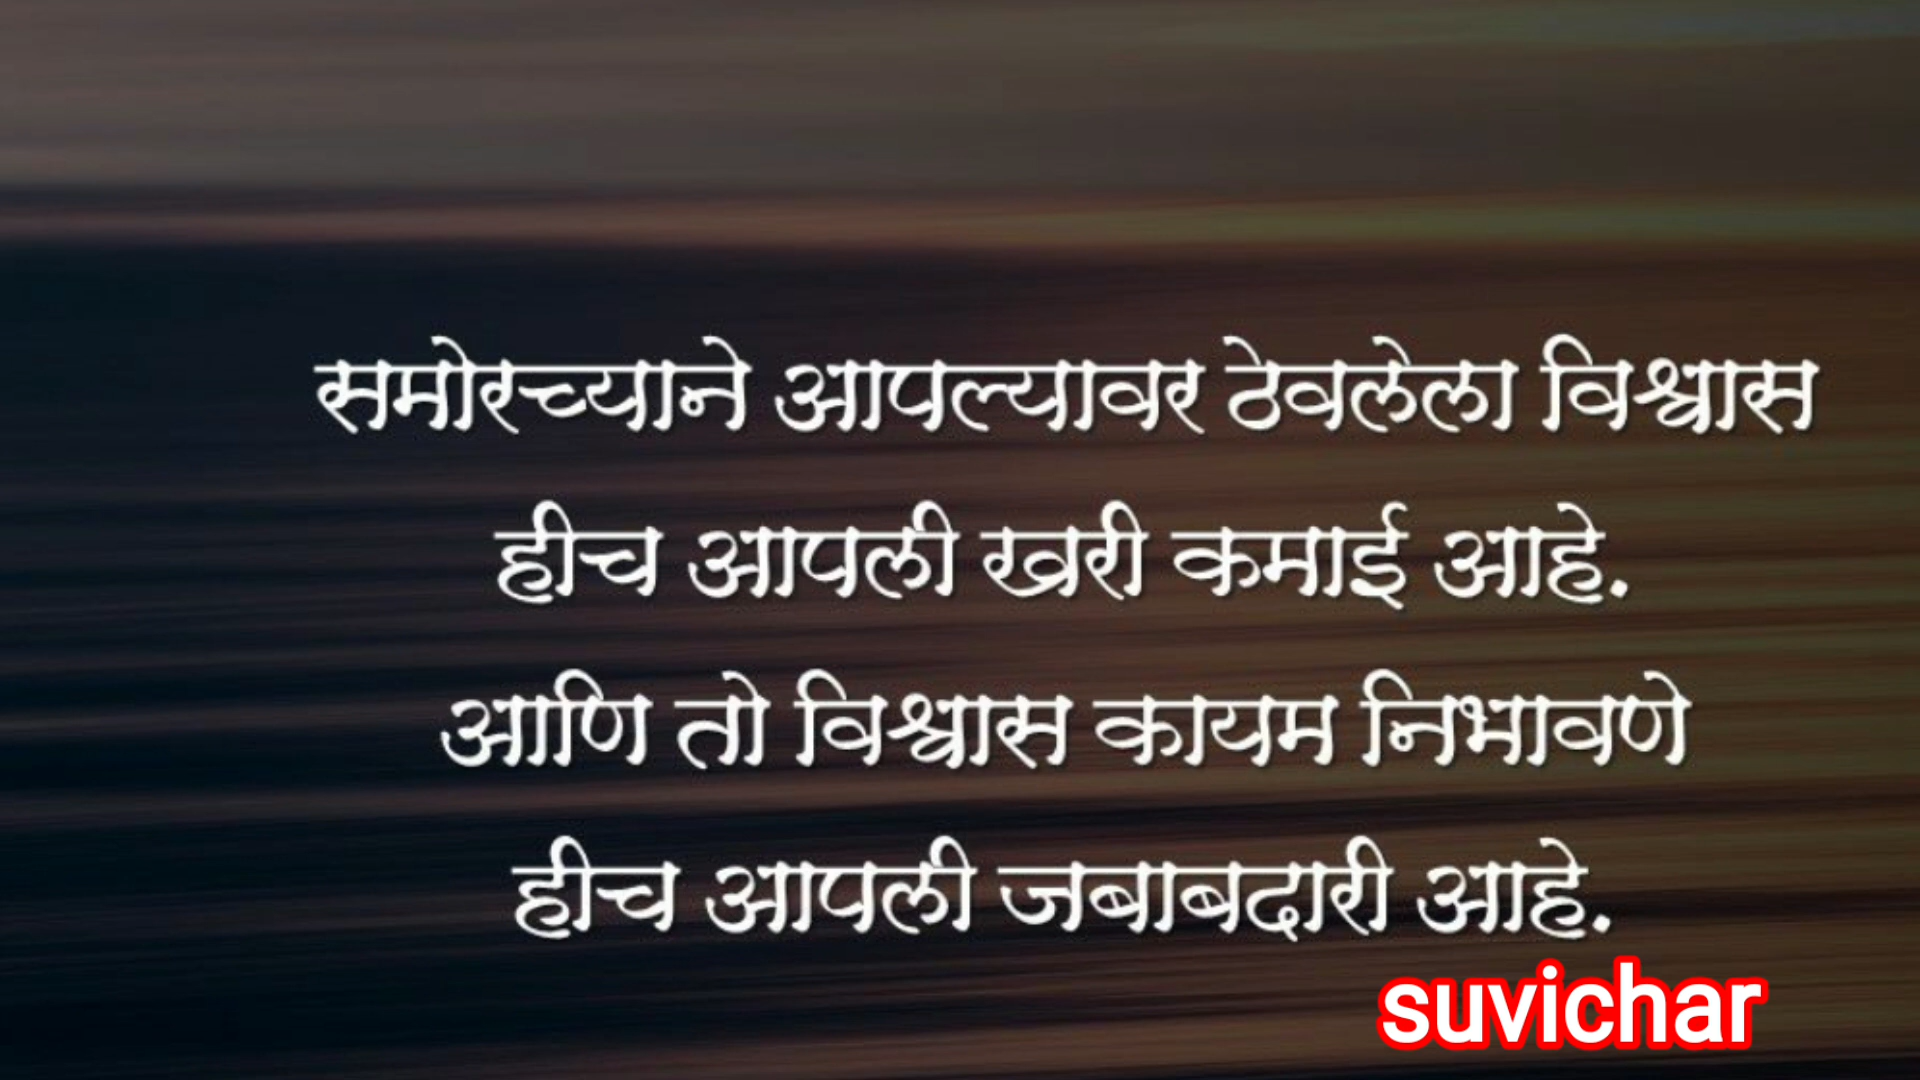 समोरच्याने आपल्यावर ठेवलेला विश्वास
हीच आपली खरी कमाई आहे.
आणि तो विश्वास कायम निभावणे
हीच आपली जबाबदारी आहे.
suvichar